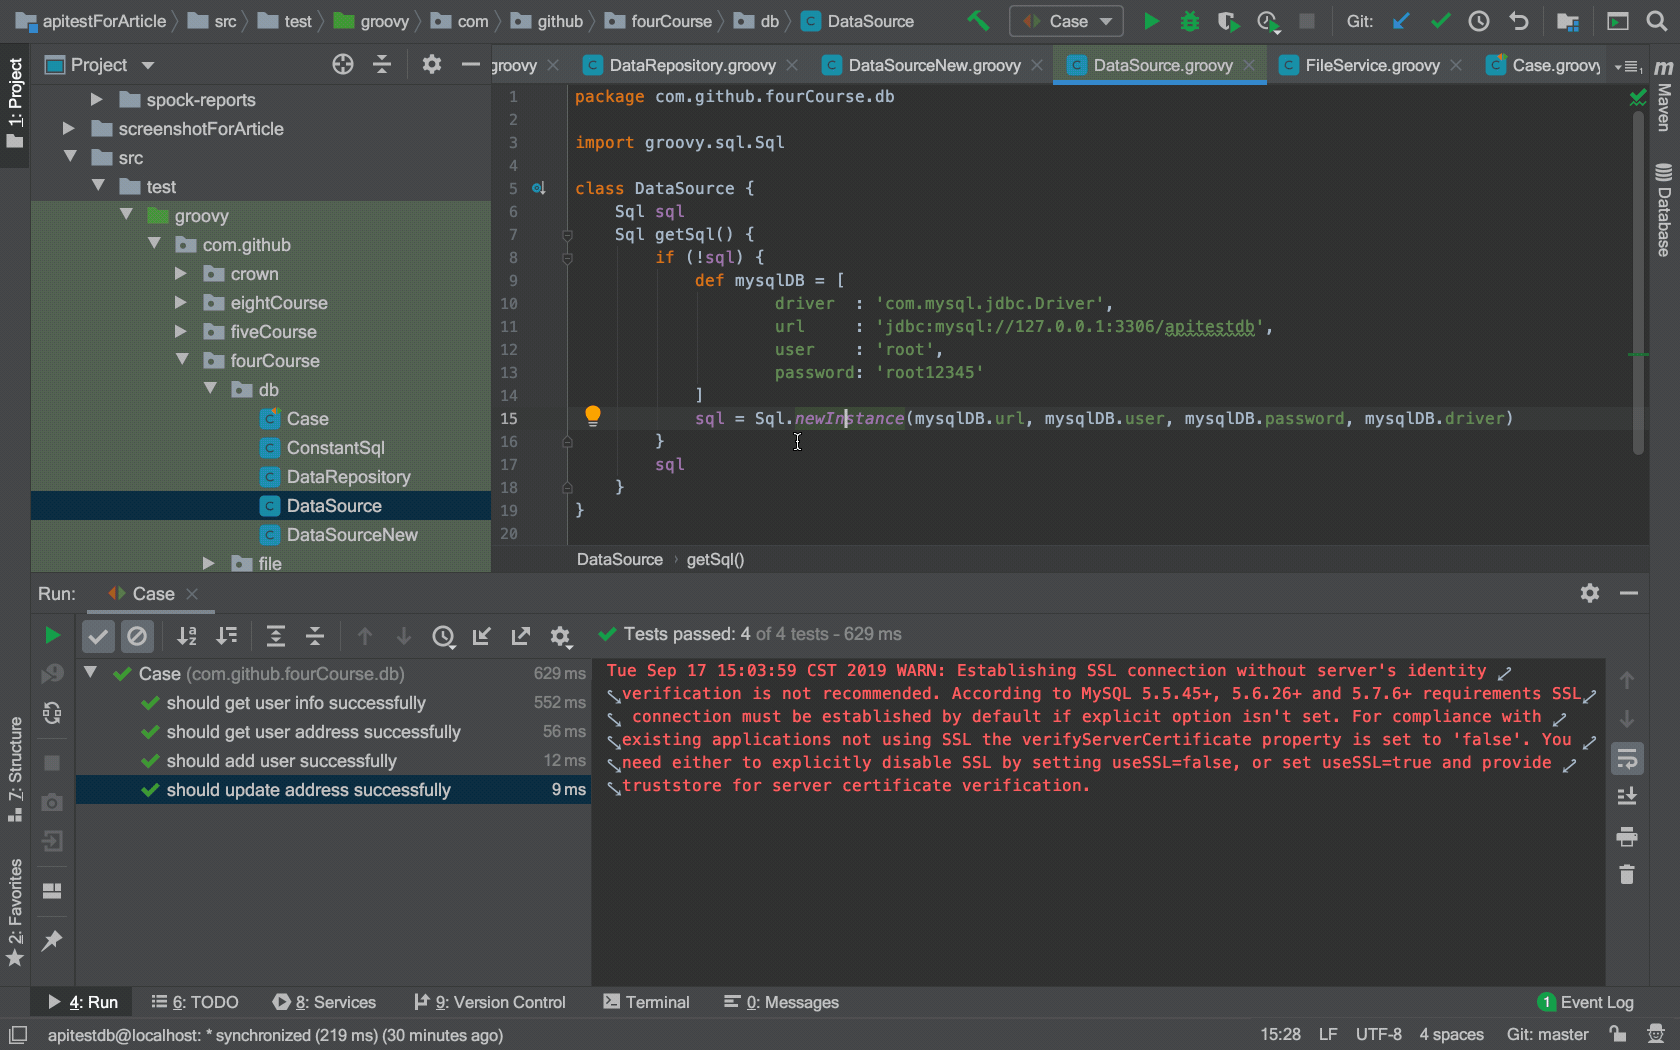 apitestForArticle src test groovy com github fourCourse db DataSource Case Git:
Project
groovy DataRepository.groovy DataSourceNew.groovy DataSource.groovy FileService.groovy Case.groovy
1: Project
spock-reports
screenshotForArticle
src
test
groovy
com.github
crown
eightCourse
fiveCourse
fourCourse
db
Case
ConstantSql
DataRepository
DataSource
DataSourceNew
file
1 package com.github.fourCourse.db
2
3 import groovy.sql.Sql
4
5 class DataSource {
6 Sql sql
7 Sql getSql() {
8 if (!sql) {
9 def mysqlDB = [
10 driver : 'com.mysql.jdbc.Driver',
11 url : 'jdbc:mysql://127.0.0.1:3306/apitestdb',
12 user : 'root',
13 password: 'root12345'
14 ]
15 sql = Sql.newInstance(mysqlDB.url, mysqlDB.user, mysqlDB.password, mysqlDB.driver)
16 }
17 sql
18 }
19 }
20
DataSource › getSql()
m Maven
Database
Run: Case
Tests passed: 4 of 4 tests - 629 ms
Case (com.github.fourCourse.db) 629 ms
should get user info successfully 552 ms
should get user address successfully 56 ms
should add user successfully 12 ms
should update address successfully 9 ms
Tue Sep 17 15:03:59 CST 2019 WARN: Establishing SSL connection without server's identity
verification is not recommended. According to MySQL 5.5.45+, 5.6.26+ and 5.7.6+ requirements SSL
connection must be established by default if explicit option isn't set. For compliance with
existing applications not using SSL the verifyServerCertificate property is set to 'false'. You
need either to explicitly disable SSL by setting useSSL=false, or set useSSL=true and provide
truststore for server certificate verification.
7: Structure
2: Favorites
4: Run 6: TODO 8: Services 9: Version Control Terminal 0: Messages 1 Event Log
apitestdb@localhost: * synchronized (219 ms) (30 minutes ago) 15:28 LF UTF-8 4 spaces Git: master